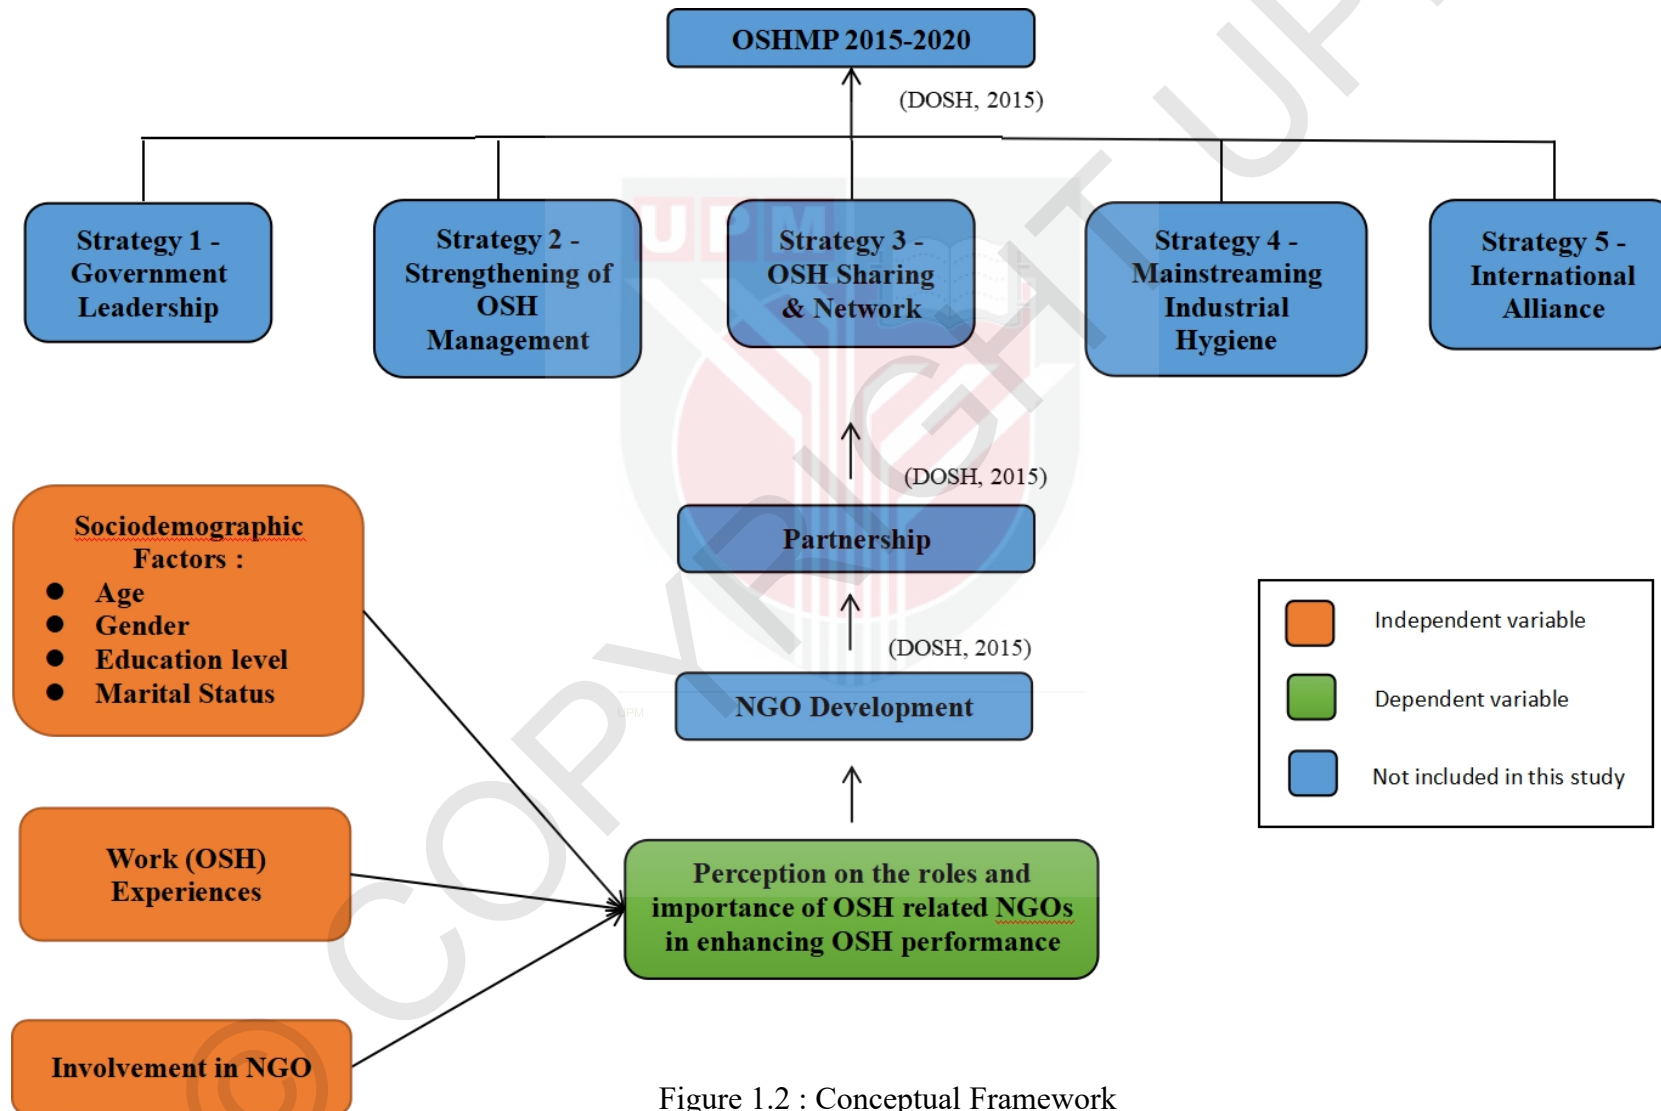 OSHMP 2015-2020
(DOSH, 2015)
Strategy 1 -
Government
Leadership
Strategy 2 -
Strengthening of
OSH
Management
Strategy 3 -
OSH Sharing
& Network
Strategy 4 -
Mainstreaming
Industrial
Hygiene
Strategy 5 -
International
Alliance
UPM
(DOSH, 2015)
Partnership
(DOSH, 2015)
NGO Development
UPM
Sociodemographic
Factors :
● Age
● Gender
● Education level
● Marital Status
Work (OSH)
Experiences
Involvement in NGO
Perception on the roles and
importance of OSH related NGOs
in enhancing OSH performance
Independent variable
Dependent variable
Not included in this study
© COPYRIGHT UP
Figure 1.2 : Conceptual Framework